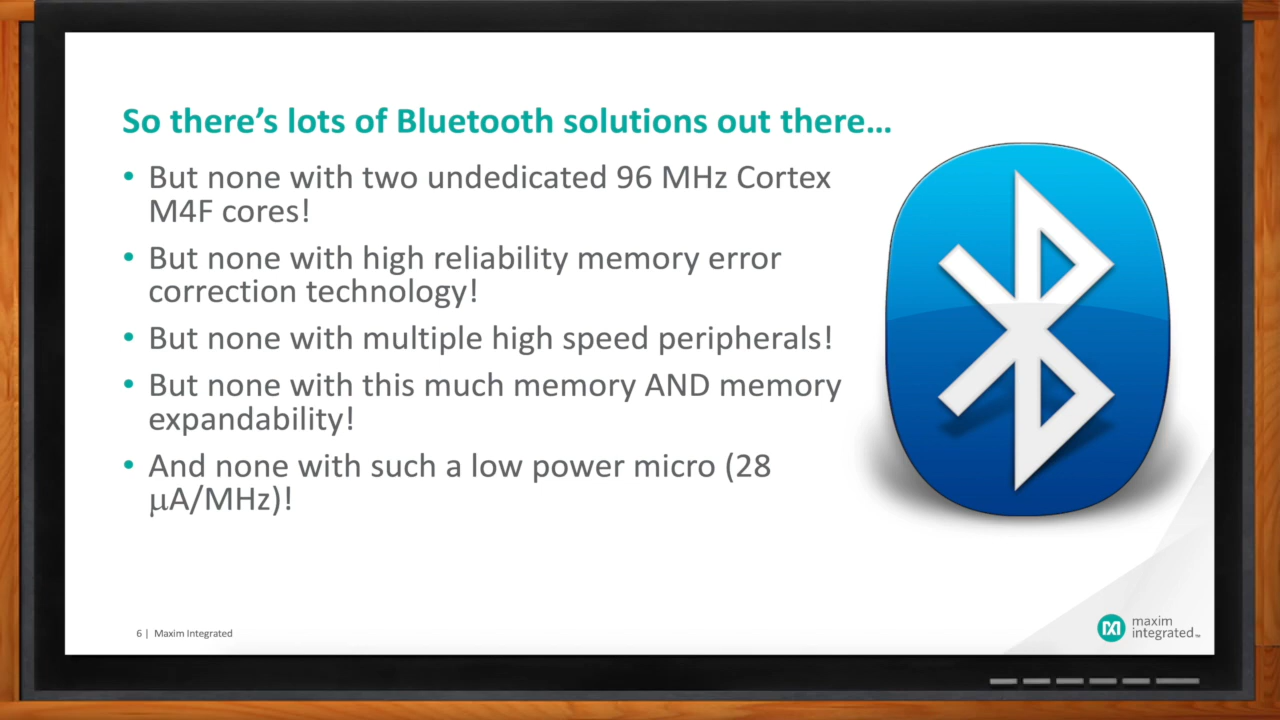 So there's lots of Bluetooth solutions out there...
• But none with two undedicated 96 MHz Cortex
M4F cores!
• But none with high reliability memory error
correction technology!
• But none with multiple high speed peripherals!
• But none with this much memory AND memory
expandability!
• And none with such a low power micro (28
μA/MHz)!
6 | Maxim Integrated
maxim
integrated™